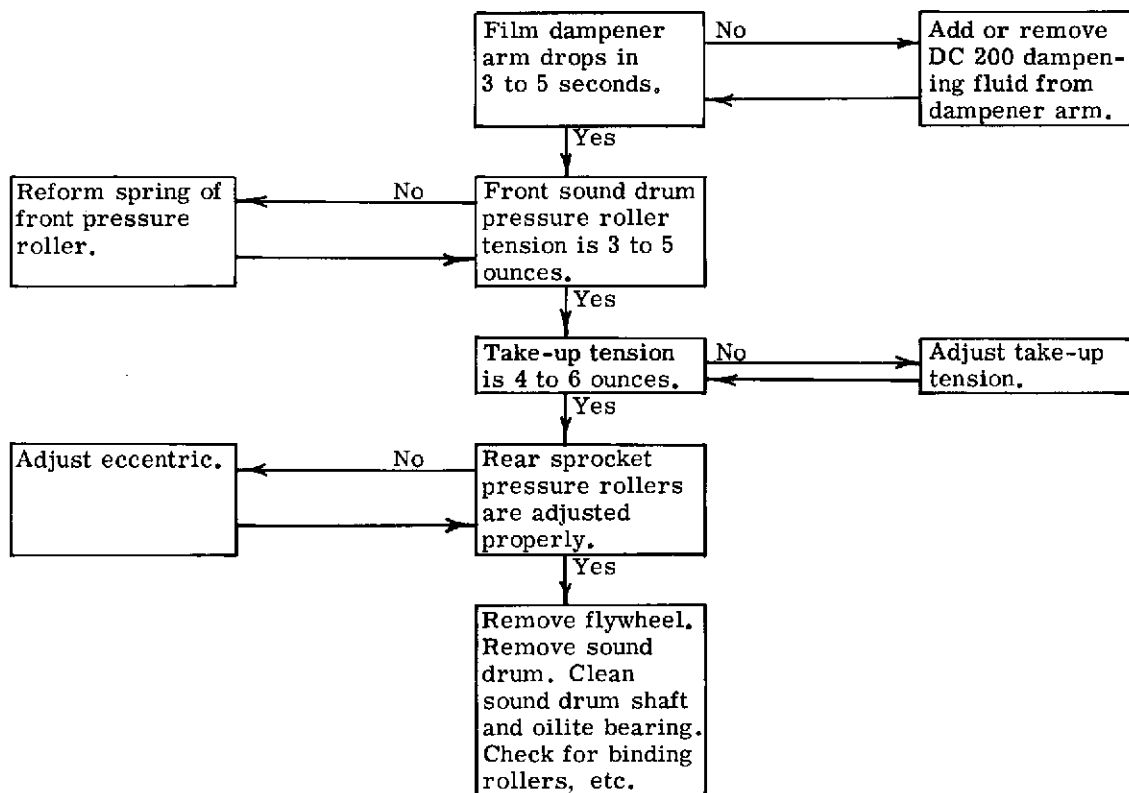 Film dampener
arm drops in
3 to 5 seconds.
No
Add or remove
DC 200 dampen-
ing fluid from
dampener arm.
Yes
Reform spring of
front pressure
roller.
No
Front sound drum
pressure roller
tension is 3 to 5
ounces.
Yes
Take-up tension
is 4 to 6 ounces.
No
Adjust take-up
tension.
Yes
Adjust eccentric.
No
Rear sprocket
pressure rollers
are adjusted
properly.
Yes
Remove flywheel.
Remove sound
drum. Clean
sound drum shaft
and oilite bearing.
Check for binding
rollers, etc.